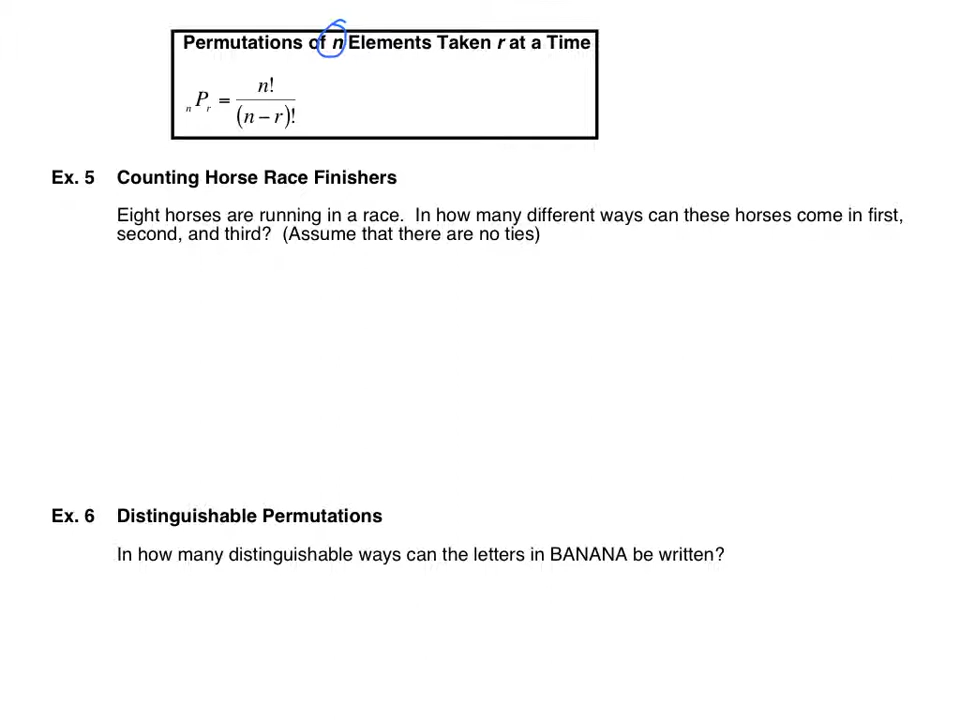 Permutations of n Elements Taken r at a Time
nPr = n! / (n – r)!
Ex. 5 Counting Horse Race Finishers
Eight horses are running in a race. In how many different ways can these horses come in first,
second, and third? (Assume that there are no ties)
Ex. 6 Distinguishable Permutations
In how many distinguishable ways can the letters in BANANA be written?